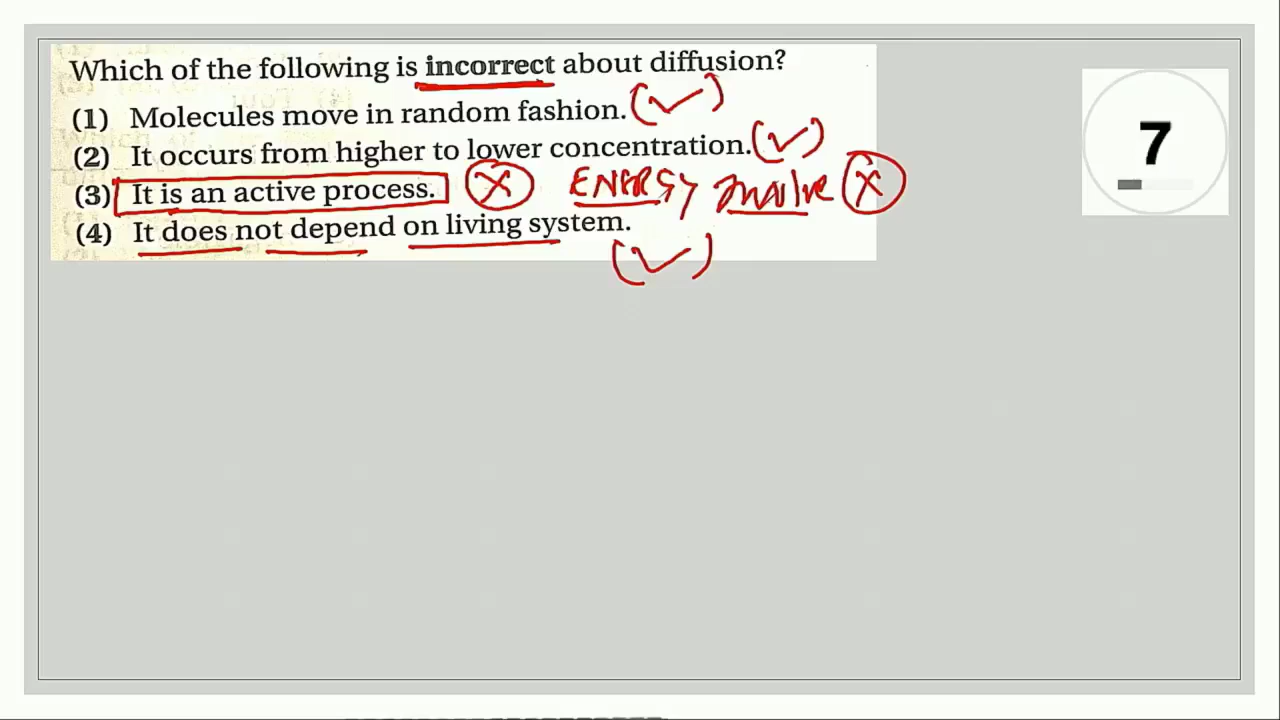 Which of the following is incorrect about diffusion?
(1) Molecules move in random fashion. (✓)
(2) It occurs from higher to lower concentration. (✓)
(3) It is an active process. X ENERGY involve X
(4) It does not depend on living system.
(✓)
7